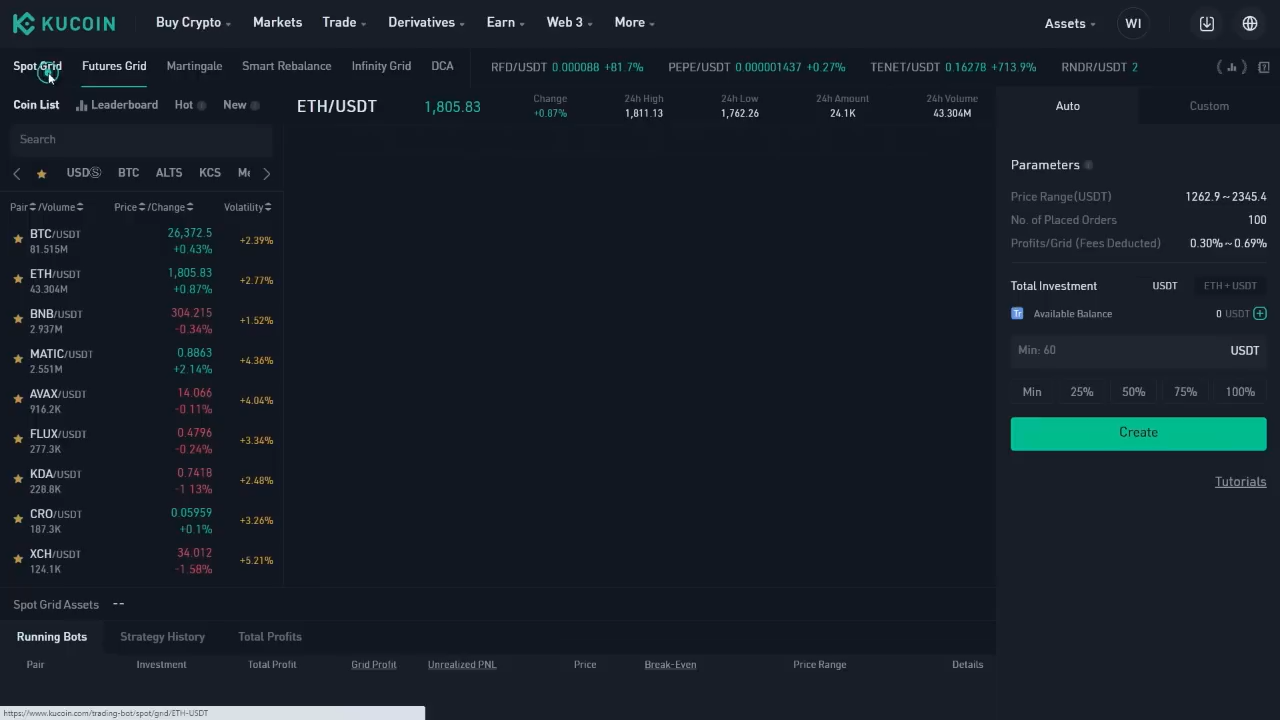 KUCOIN Buy Crypto Markets Trade Derivatives Earn Web 3 More Assets WI
Spot Grid Futures Grid Martingale Smart Rebalance Infinity Grid DCA RFD/USDT 0.000088 +81.7% PEPE/USDT 0.000001437 +0.27% TENET/USDT 0.16278 +713.9% RNDR/USDT 2
Coin List Leaderboard Hot New ETH/USDT 1,805.83 Change 24h High 24h Low 24h Amount 24h Volume Auto Custom
+0.87% 1,811.13 1,762.26 24.1K 43.304M
Search
USDⓈ BTC ALTS KCS Me
Pair /Volume Price /Change Volatility
BTC/USDT 26,372.5 +2.39%
81.515M +0.43%
ETH/USDT 1,805.83 +2.77%
43.304M +0.87%
BNB/USDT 304.215 +1.52%
2.937M -0.34%
MATIC/USDT 0.8863 +4.36%
2.551M +2.14%
AVAX/USDT 14.066 +4.04%
916.2K -0.11%
FLUX/USDT 0.4796 +3.34%
277.3K -0.24%
KDA/USDT 0.7418 +2.48%
228.8K -1.13%
CRO/USDT 0.05959 +3.26%
187.3K +0.1%
XCH/USDT 34.012 +5.21%
124.1K -1.58%
Parameters
Price Range(USDT) 1262.9 ~ 2345.4
No. of Placed Orders 100
Profits/Grid (Fees Deducted) 0.30% ~ 0.69%
Total Investment USDT ETH + USDT
Tr Available Balance 0 USDT
Min: 60 USDT
Min 25% 50% 75% 100%
Create
Tutorials
Spot Grid Assets --
Running Bots Strategy History Total Profits
Pair Investment Total Profit Grid Profit Unrealized PNL Price Break-Even Price Range Details
https://www.kucoin.com/trading-bot/spot/grid/ETH-USDT